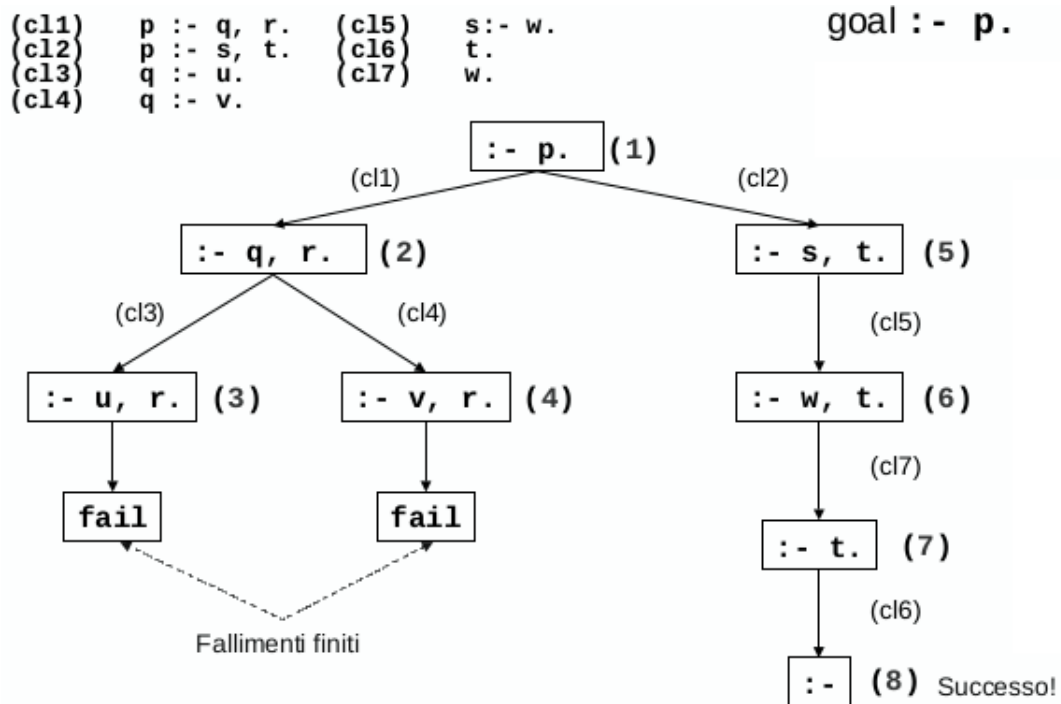 (cl1) p :- q, r. (cl5) s:- w.
(cl2) p :- s, t. (cl6) t.
(cl3) q :- u. (cl7) w.
(cl4) q :- v.
goal :- p.
:- p. (1)
(cl1) (cl2)
:- q, r. (2) :- s, t. (5)
(cl3) (cl4) (cl5)
:- u, r. (3) :- v, r. (4) :- w, t. (6)
(cl7)
fail fail
:- t. (7)
(cl6)
Fallimenti finiti
:- (8) Successo!